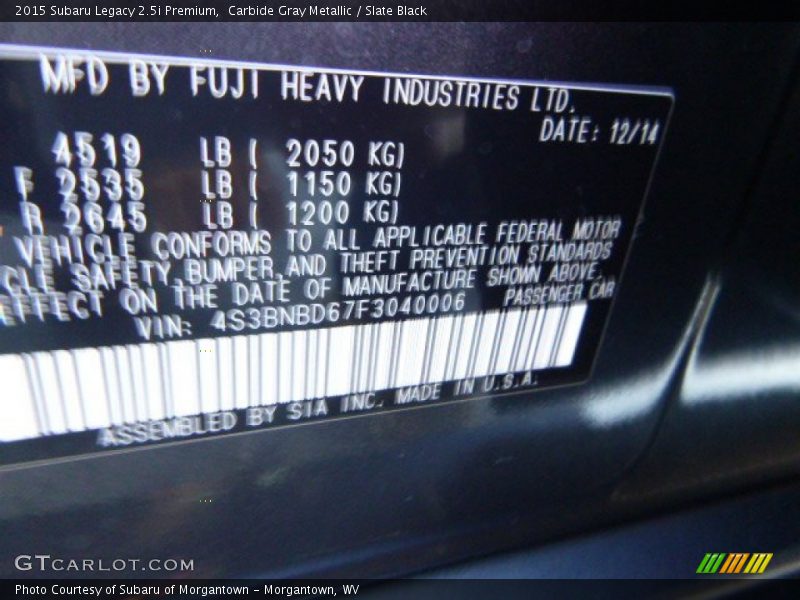 2015 Subaru Legacy 2.5i Premium,  Carbide Gray Metallic / Slate Black
MFD BY FUJI HEAVY INDUSTRIES LTD.
DATE: 12/14
4519 LB ( 2050 KG)
F 2535 LB ( 1150 KG)
R 2645 LB ( 1200 KG)
VEHICLE CONFORMS TO ALL APPLICABLE FEDERAL MOTOR
CLE SAFETY, BUMPER, AND THEFT PREVENTION STANDARDS
EFFECT ON THE DATE OF MANUFACTURE SHOWN ABOVE.
VIN: 4S3BNBD67F3040006 PASSENGER CAR
ASSEMBLED BY SIA INC. MADE IN U.S.A.
GTCARLOT.COM
Photo Courtesy of Subaru of Morgantown - Morgantown, WV